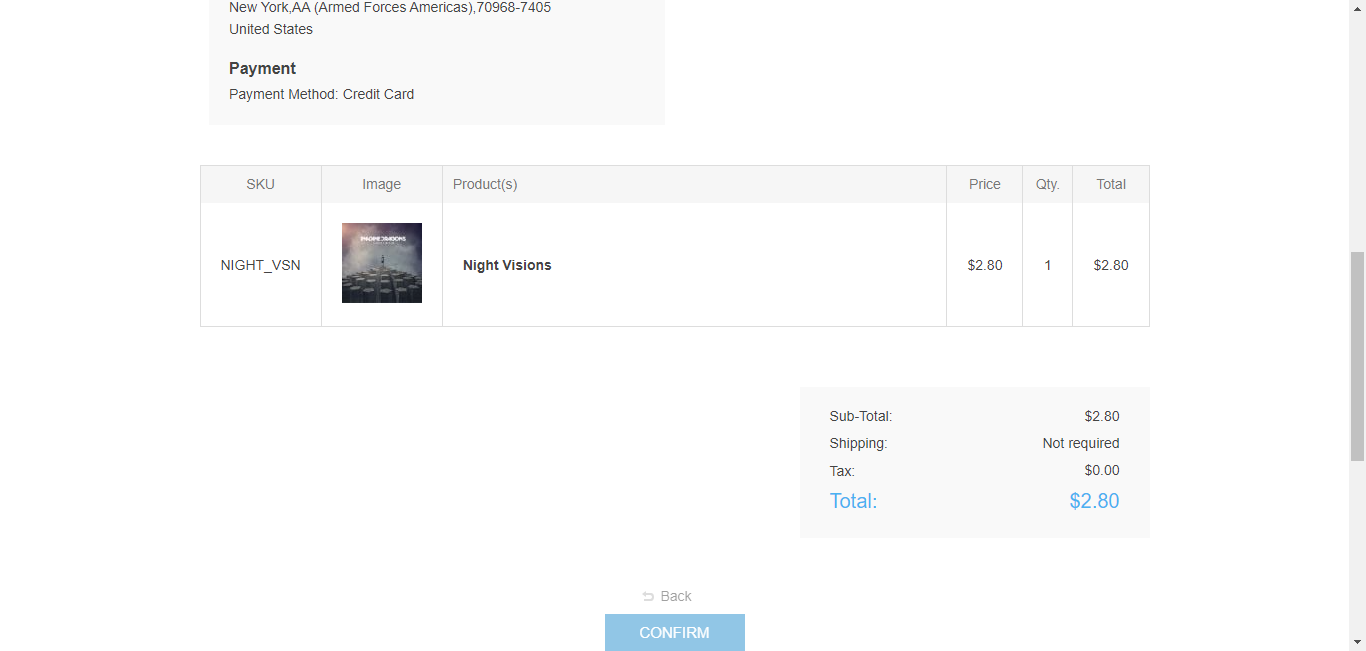 New York,AA (Armed Forces Americas),70968-7405
United States
Payment
Payment Method: Credit Card
SKU Image Product(s) Price Qty. Total
IMAGINE DRAGONS
NIGHT_VSN Night Visions $2.80 1 $2.80
Sub-Total: $2.80
Shipping: Not required
Tax: $0.00
Total: $2.80
Back
CONFIRM